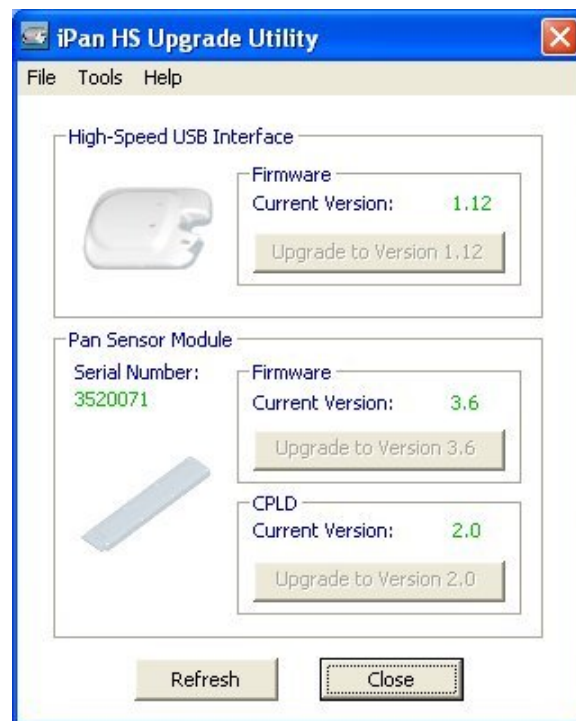 iPan HS Upgrade Utility
File Tools Help
High-Speed USB Interface
Firmware
Current Version: 1.12
Upgrade to Version 1.12
Pan Sensor Module
Serial Number:
3520071
Firmware
Current Version: 3.6
Upgrade to Version 3.6
CPLD
Current Version: 2.0
Upgrade to Version 2.0
Refresh Close